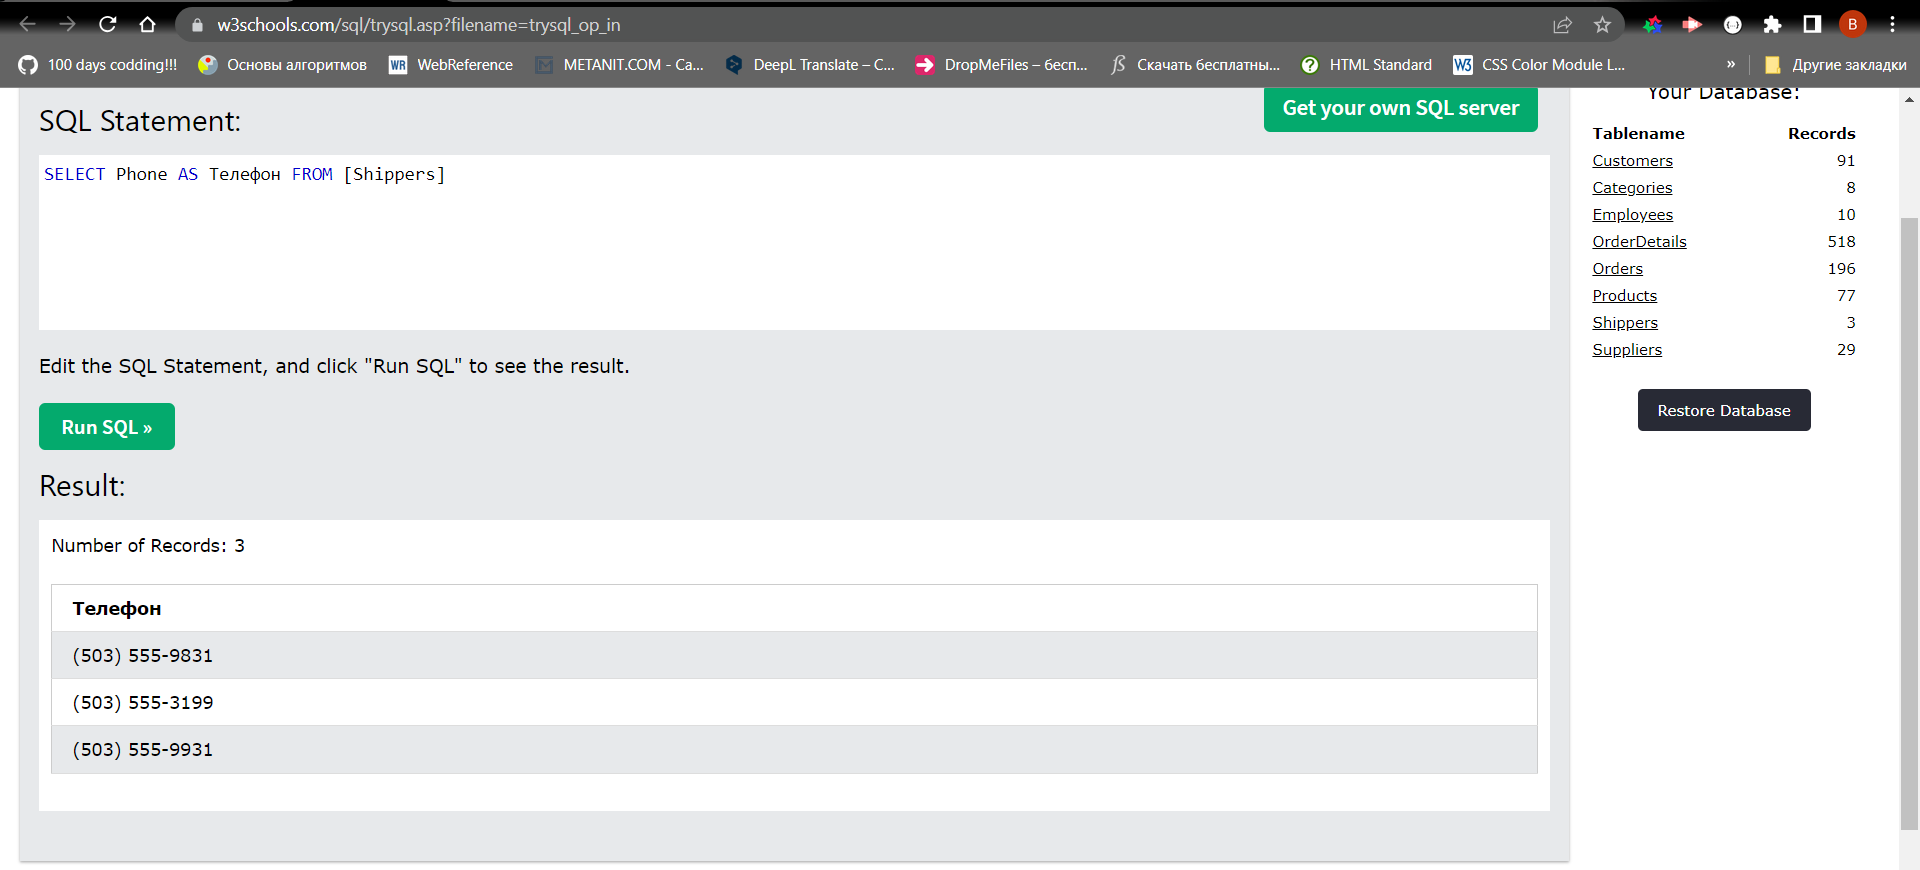 w3schools.com/sql/trysql.asp?filename=trysql_op_in
B
100 days codding!!! Основы алгоритмов WR WebReference METANIT.COM - Ca... DeepL Translate – C... DropMeFiles – бесп... Скачать бесплатны... HTML Standard W3 CSS Color Module L... » Другие закладки
SQL Statement:
Get your own SQL server
SELECT Phone AS Телефон FROM [Shippers]
Edit the SQL Statement, and click "Run SQL" to see the result.
Run SQL »
Result:
Number of Records: 3
Телефон
(503) 555-9831
(503) 555-3199
(503) 555-9931
Your Database:
Tablename Records
Customers 91
Categories 8
Employees 10
OrderDetails 518
Orders 196
Products 77
Shippers 3
Suppliers 29
Restore Database